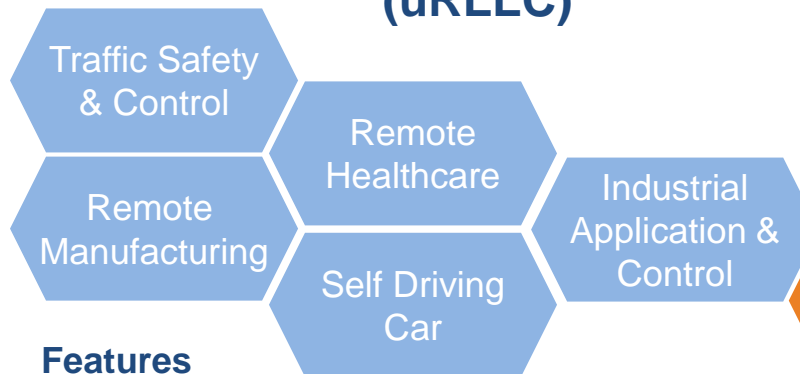 (uRLLC)
Traffic Safety
& Control
Remote
Healthcare
Industrial
Application &
Control
Remote
Manufacturing
Self Driving
Car
Features